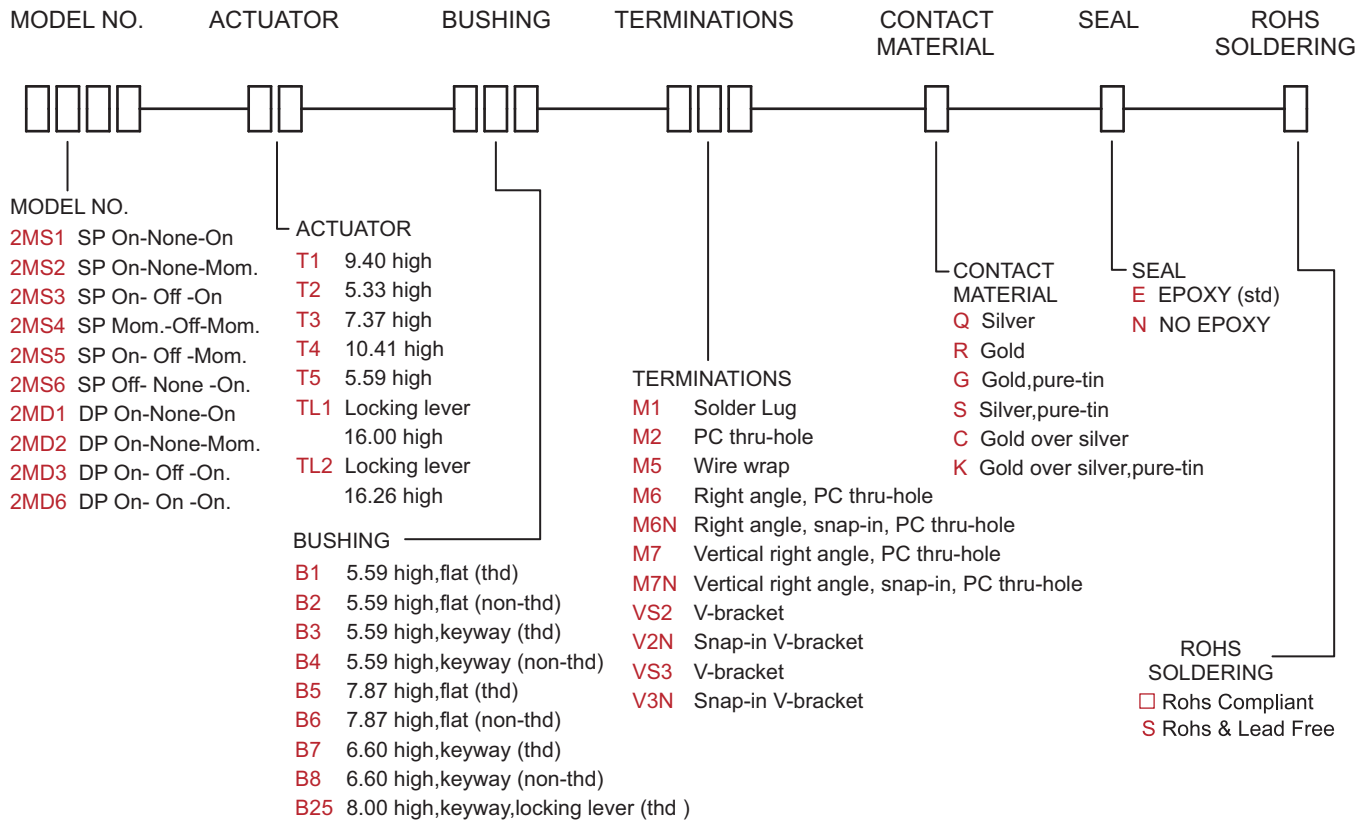 MODEL NO.
ACTUATOR
BUSHING
TERMINATIONS
CONTACT
MATERIAL
SEAL
ROHS
SOLDERING
MODEL NO.
2MS1 SP On-None-On
2MS2 SP On-None-Mom.
2MS3 SP On- Off -On
2MS4 SP Mom.-Off-Mom.
2MS5 SP On- Off -Mom.
2MS6 SP Off- None -On.
2MD1 DP On-None-On
2MD2 DP On-None-Mom.
2MD3 DP On- Off -On.
2MD6 DP On- On -On.
ACTUATOR
T1 9.40 high
T2 5.33 high
T3 7.37 high
T4 10.41 high
T5 5.59 high
TL1 Locking lever
16.00 high
TL2 Locking lever
16.26 high
BUSHING
B1 5.59 high,flat (thd)
B2 5.59 high,flat (non-thd)
B3 5.59 high,keyway (thd)
B4 5.59 high,keyway (non-thd)
B5 7.87 high,flat (thd)
B6 7.87 high,flat (non-thd)
B7 6.60 high,keyway (thd)
B8 6.60 high,keyway (non-thd)
B25 8.00 high,keyway,locking lever (thd )
TERMINATIONS
M1 Solder Lug
M2 PC thru-hole
M5 Wire wrap
M6 Right angle, PC thru-hole
M6N Right angle, snap-in, PC thru-hole
M7 Vertical right angle, PC thru-hole
M7N Vertical right angle, snap-in, PC thru-hole
VS2 V-bracket
V2N Snap-in V-bracket
VS3 V-bracket
V3N Snap-in V-bracket
CONTACT
MATERIAL
Q Silver
R Gold
G Gold,pure-tin
S Silver,pure-tin
C Gold over silver
K Gold over silver,pure-tin
SEAL
E EPOXY (std)
N NO EPOXY
ROHS
SOLDERING
□ Rohs Compliant
S Rohs & Lead Free